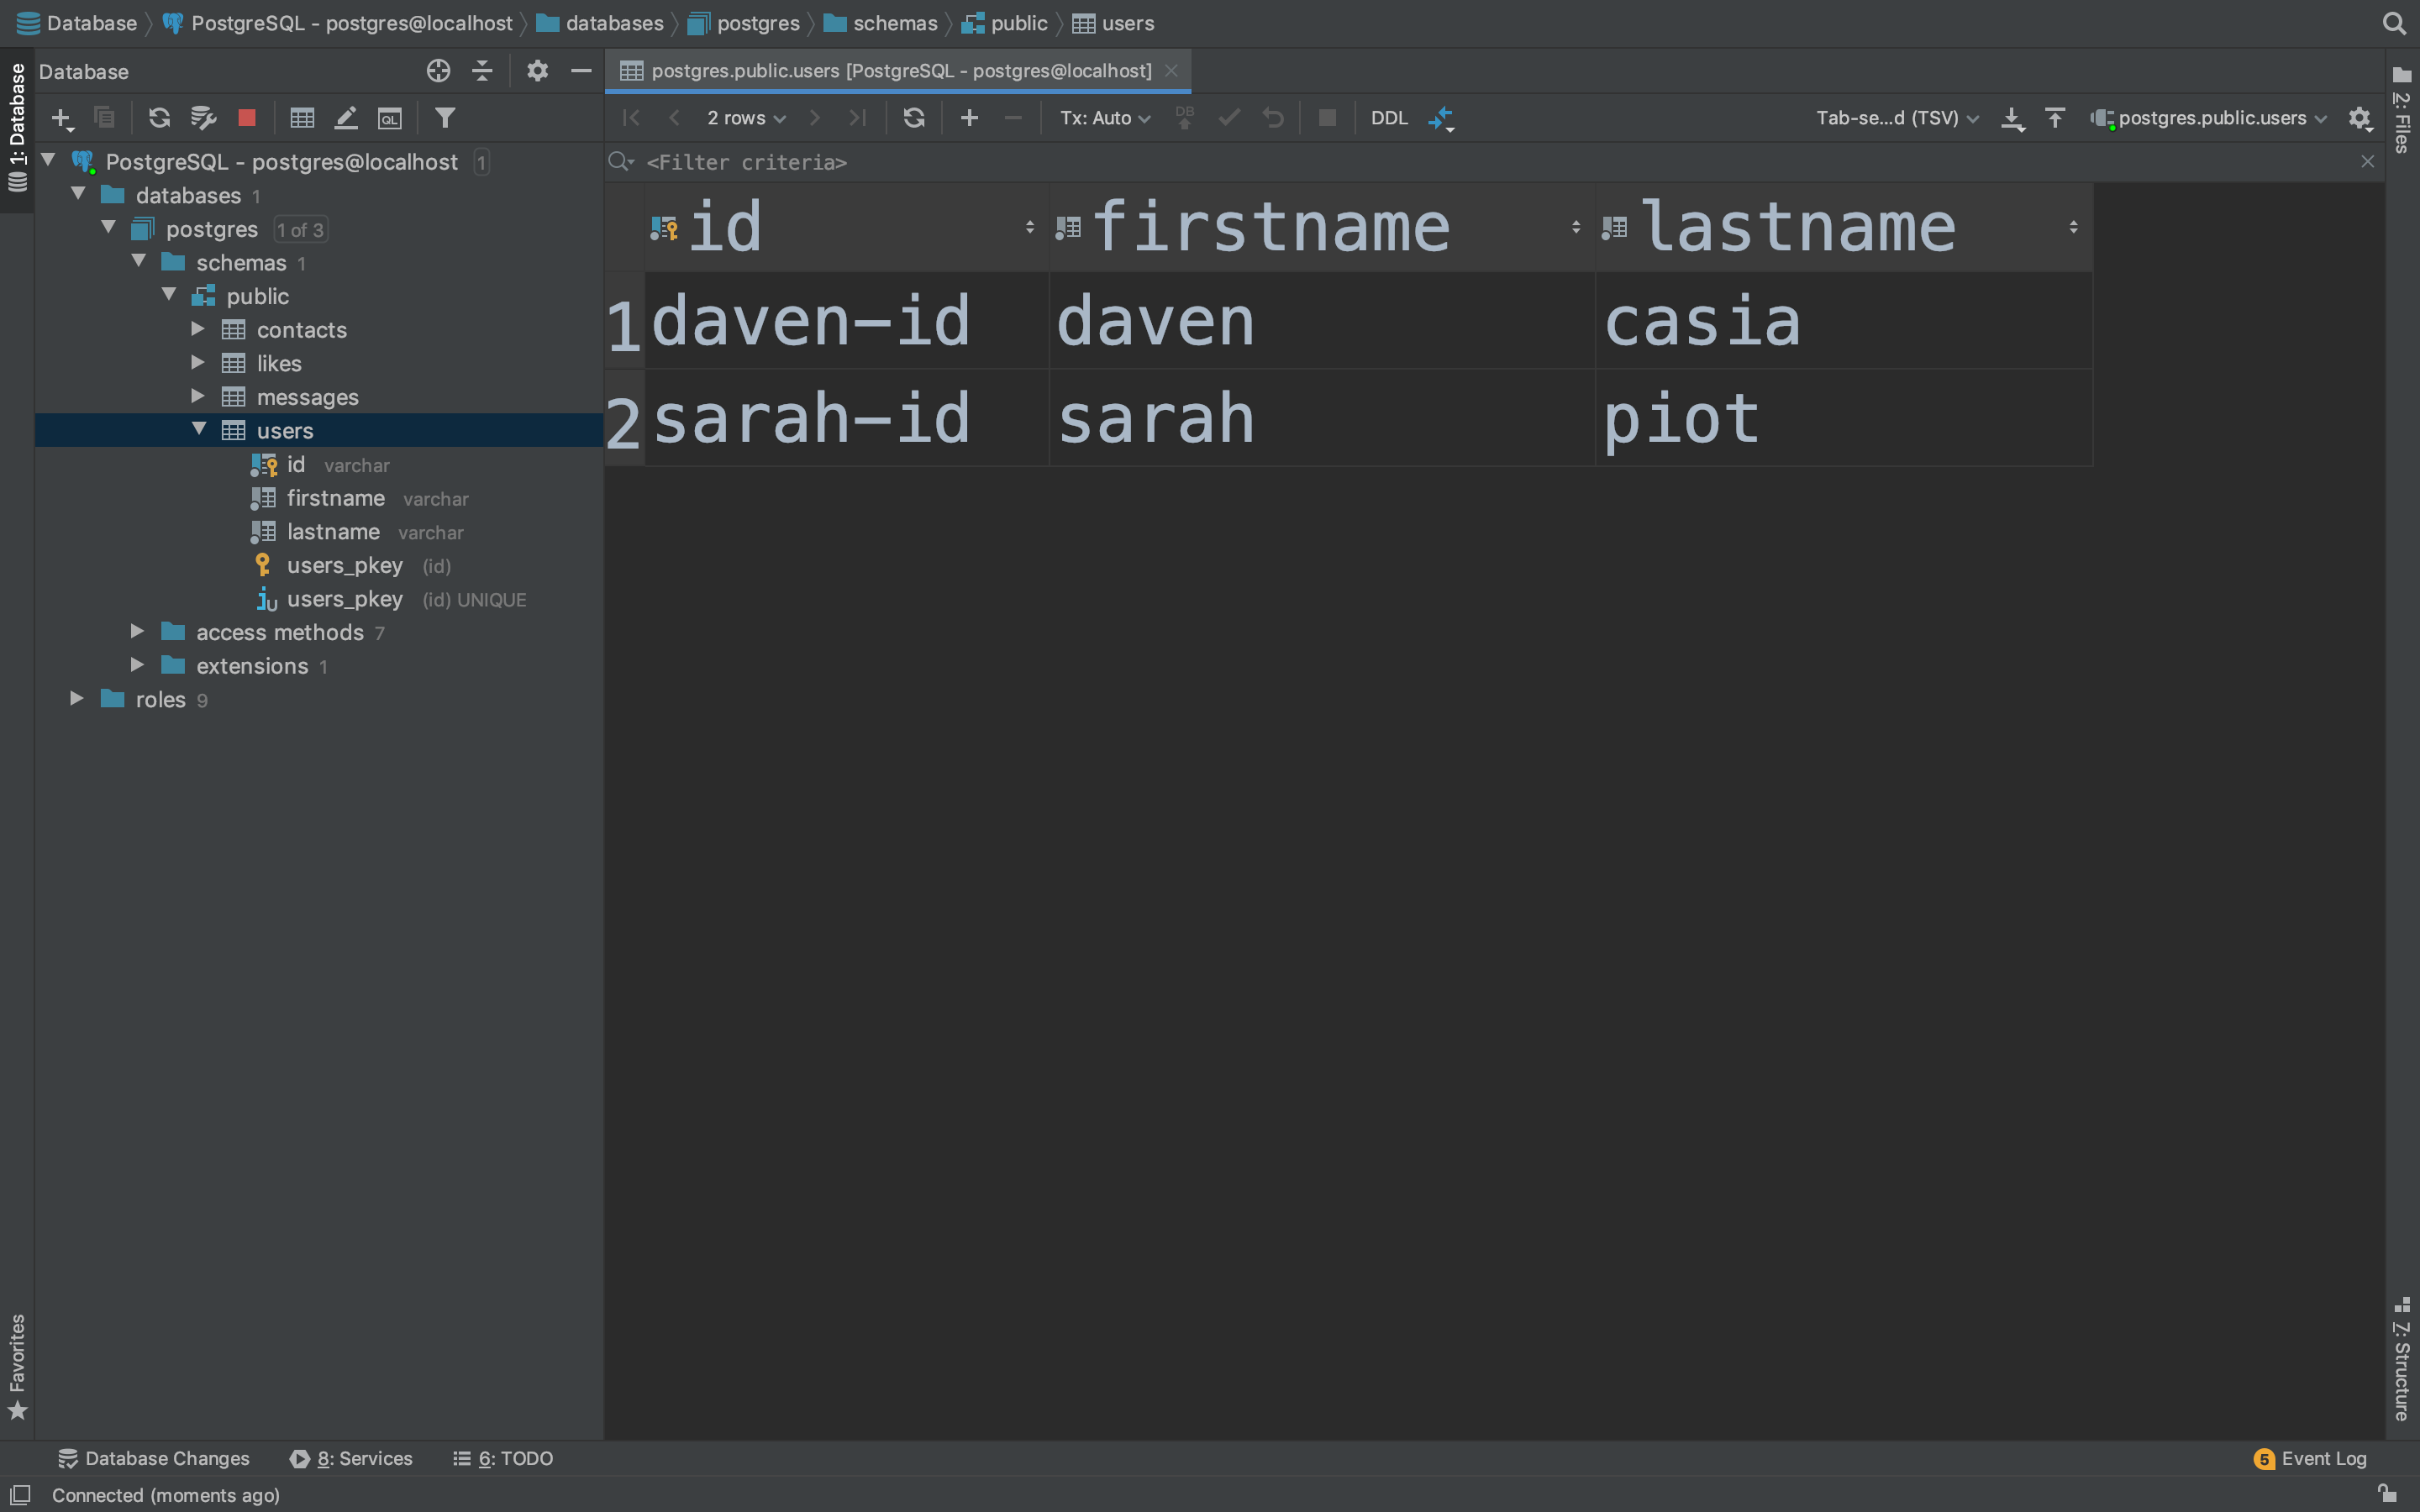 Database PostgreSQL - postgres@localhost databases postgres schemas public users
1: Database
Database
postgres.public.users [PostgreSQL - postgres@localhost]
2 rows Tx: Auto DB DDL Tab-se...d (TSV) postgres.public.users
QL
2: Files
<Filter criteria>
PostgreSQL - postgres@localhost 1
databases 1
postgres 1 of 3
schemas 1
public
contacts
likes
messages
users
id varchar
firstname varchar
lastname varchar
users_pkey (id)
users_pkey (id) UNIQUE
access methods 7
extensions 1
roles 9
id firstname lastname
1 daven-id daven casia
2 sarah-id sarah piot
Favorites
7: Structure
Database Changes 8: Services 6: TODO 5 Event Log
Connected (moments ago)